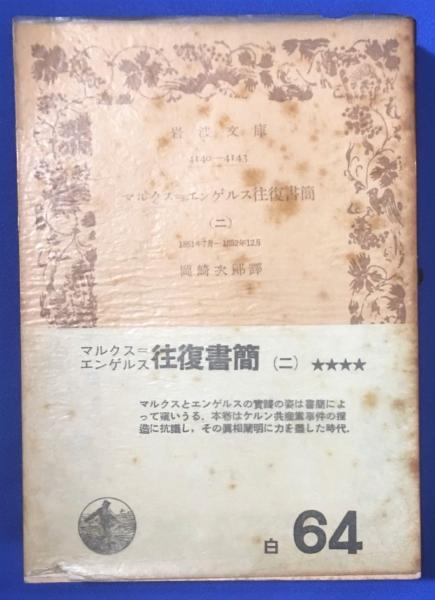 岩波文庫
4140—4143
マルクス=エンゲルス往復書簡
(二)
1851年7月—1852年12月
岡崎次郎譯
マルクス=
エンゲルス往復書簡(二)★★★★
マルクスとエンゲルスの實踐の姿は書簡によ
って窺いうる。本巻はケルン共産黨事件の捏
造に抗議し、その眞相闡明に力を盡した時代.
白 64